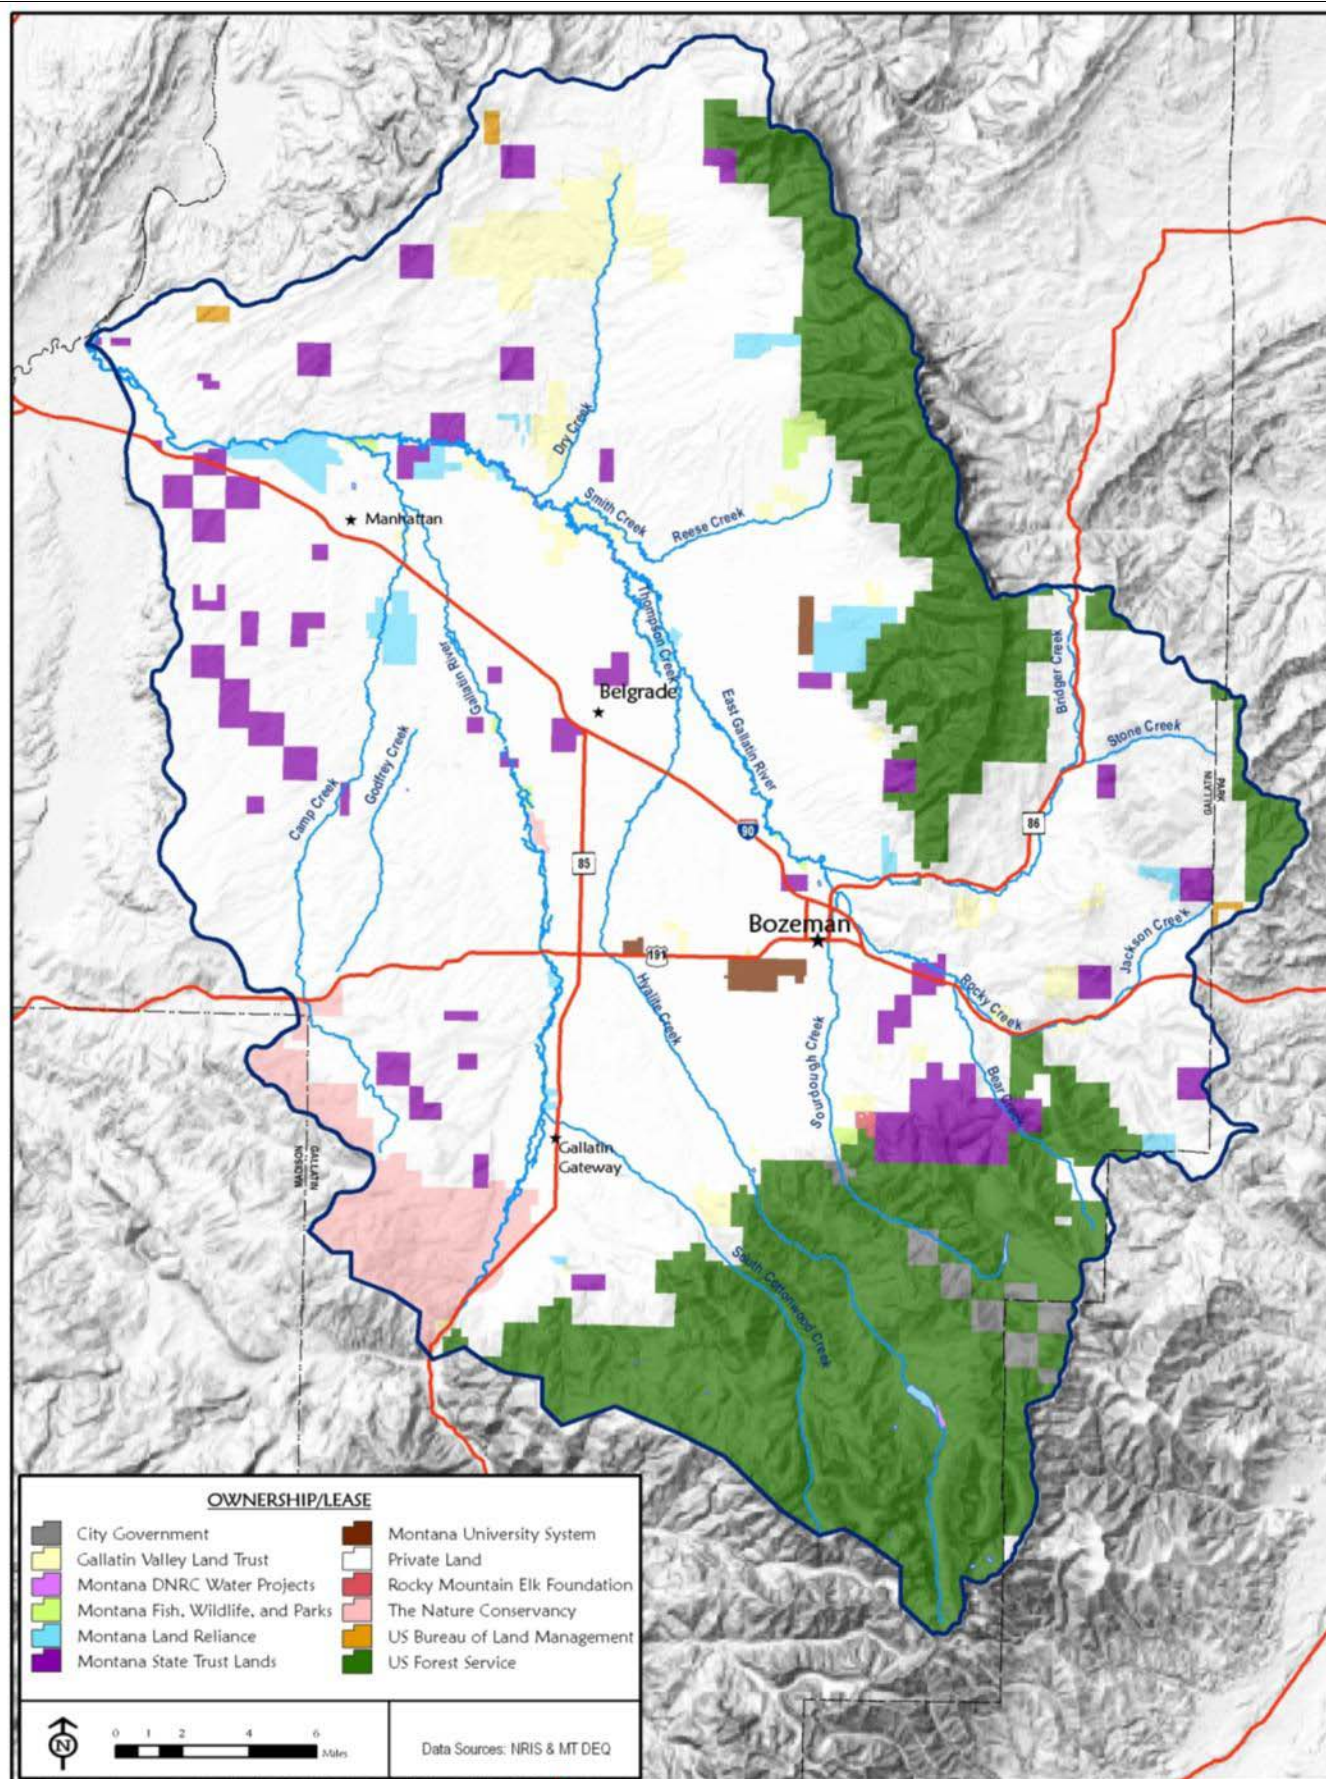 Dry Creek
Smith Creek
Reese Creek
Manhattan
Thompson Creek
Bridger Creek
Gallatin River
Belgrade
East Gallatin River
Stone Creek
Godfrey Creek
Camp Creek
GALLATIN
PARK
90
86
85
Bozeman
Jackson Creek
191
Hyalite Creek
Rocky Creek
Sourdough Creek
Bear Creek
MADISON
GALLATIN
Gallatin
Gateway
South Cottonwood Creek
OWNERSHIP/LEASE
City Government
Gallatin Valley Land Trust
Montana DNRC Water Projects
Montana Fish, Wildlife, and Parks
Montana Land Reliance
Montana State Trust Lands
Montana University System
Private Land
Rocky Mountain Elk Foundation
The Nature Conservancy
US Bureau of Land Management
US Forest Service
N
0 1 2 4 6
Miles
Data Sources: NRIS & MT DEQ